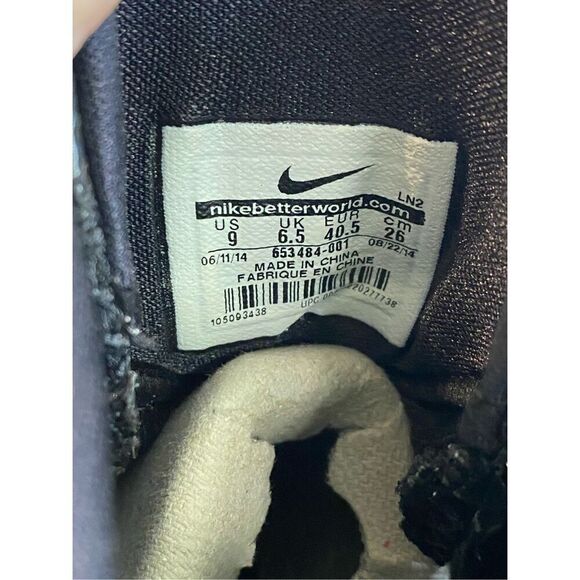 LN2
nikebetterworld.com
US UK EUR cm
9 6.5 40.5 26
06/11/14 653484-001 08/22/14
MADE IN CHINA
FABRIQUE EN CHINE
105093438 UPC